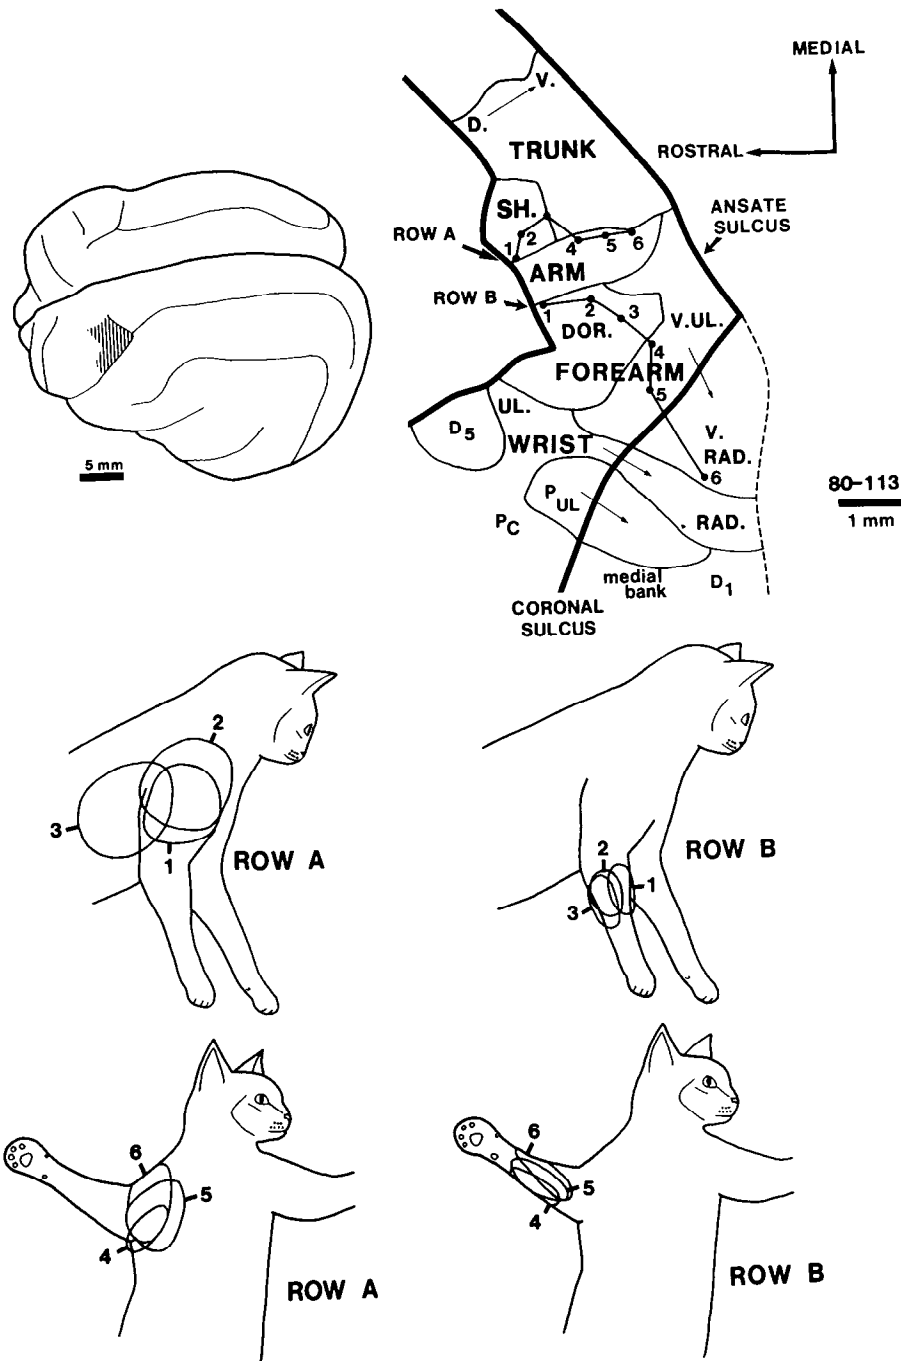 MEDIAL
V.
D.
TRUNK
ROSTRAL
SH.
ANSATE
SULCUS
ROW A
1
2
4
5
6
ARM
ROW B
1
2
3
DOR.
V.UL.
4
FOREARM
5
UL.
D5
WRIST
V.
RAD.
6
5 mm
80-113
1 mm
PUL
PC
RAD.
medial
bank
D1
CORONAL
SULCUS
2
3
1
ROW A
2
1
3
ROW B
6
5
4
ROW A
6
5
4
ROW B